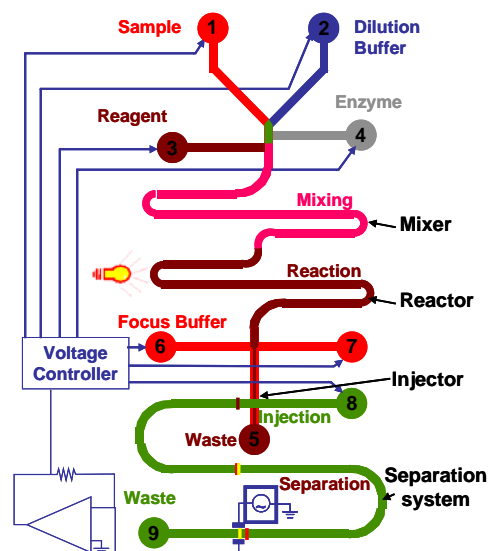 Sample
1
2
Dilution
Buffer
Enzyme
Reagent
3
4
Mixing
Mixer
Reaction
Reactor
Focus Buffer
6
7
Voltage
Controller
Injector
8
Injection
Waste
5
Separation
Separation
system
Waste
9